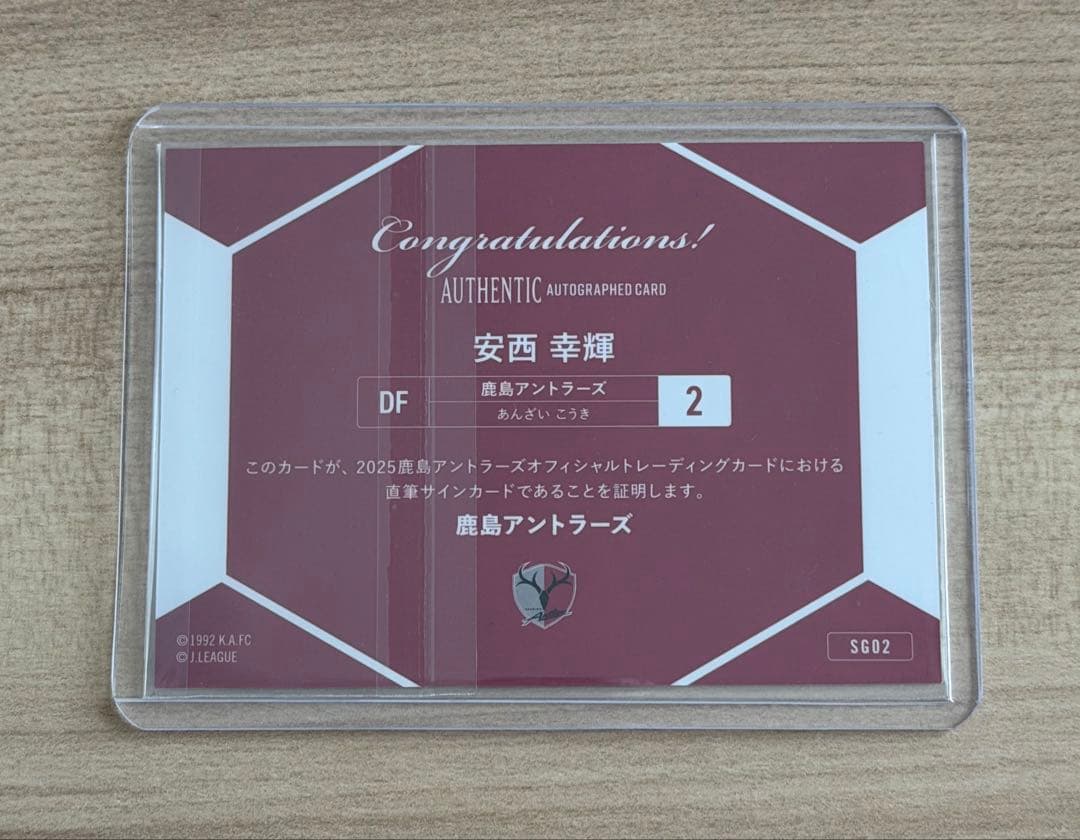 Congratulations!
AUTHENTIC AUTOGRAPHED CARD
安西 幸輝
DF
鹿島アントラーズ
あんざい こうき
2
このカードが、2025鹿島アントラーズオフィシャルトレーディングカードにおける
直筆サインカードであることを証明します。
鹿島アントラーズ
©1992 K.A.FC
© J.LEAGUE
SG02